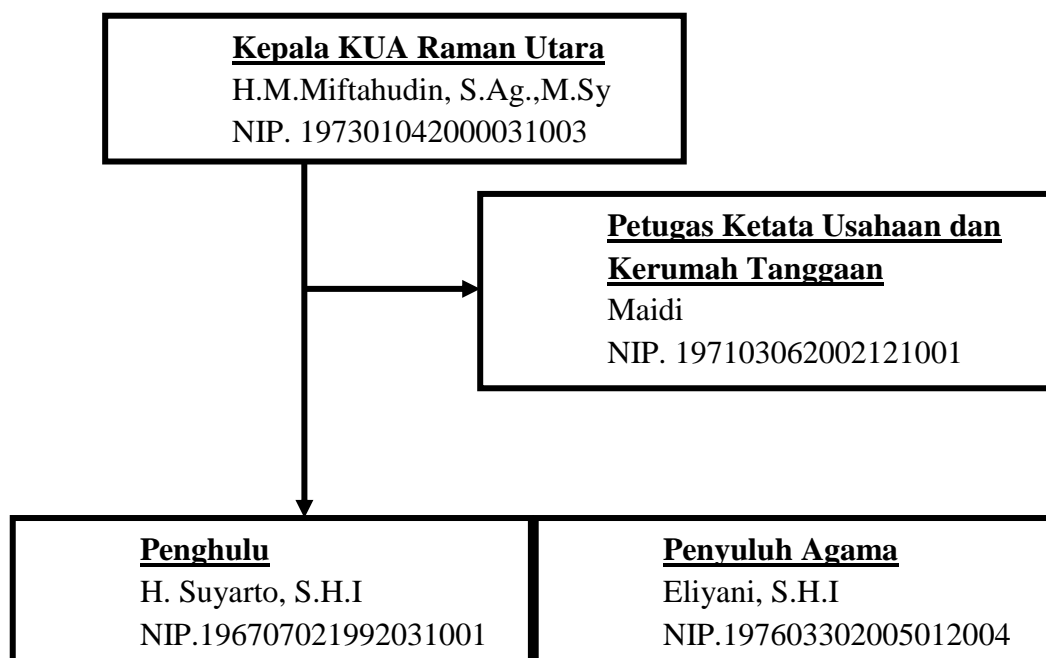 Kepala KUA Raman Utara
H.M.Miftahudin, S.Ag.,M.Sy
NIP. 197301042000031003
Petugas Ketata Usahaan dan
Kerumah Tanggaan
Maidi
NIP. 197103062002121001
Penghulu
H. Suyarto, S.H.I
NIP.196707021992031001
Penyuluh Agama
Eliyani, S.H.I
NIP.197603302005012004